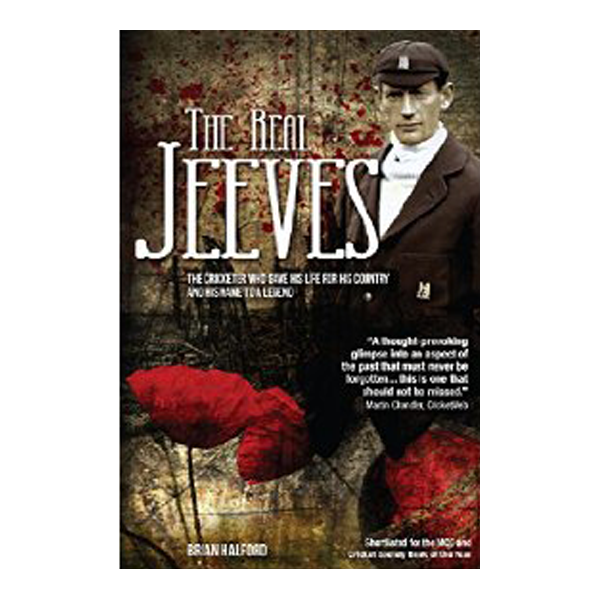 THE REAL
JEEVES
THE CRICKETER WHO GAVE HIS LIFE FOR HIS COUNTRY
AND HIS NAME TO A LEGEND
"A thought-provoking
glimpse into an aspect of
the past that must never be
forgotten... this is one that
should not be missed."
Martin Chandler, CricketWeb
BRIAN HALFORD
Shortlisted for the MCC and
Cricket Society Book of the Year